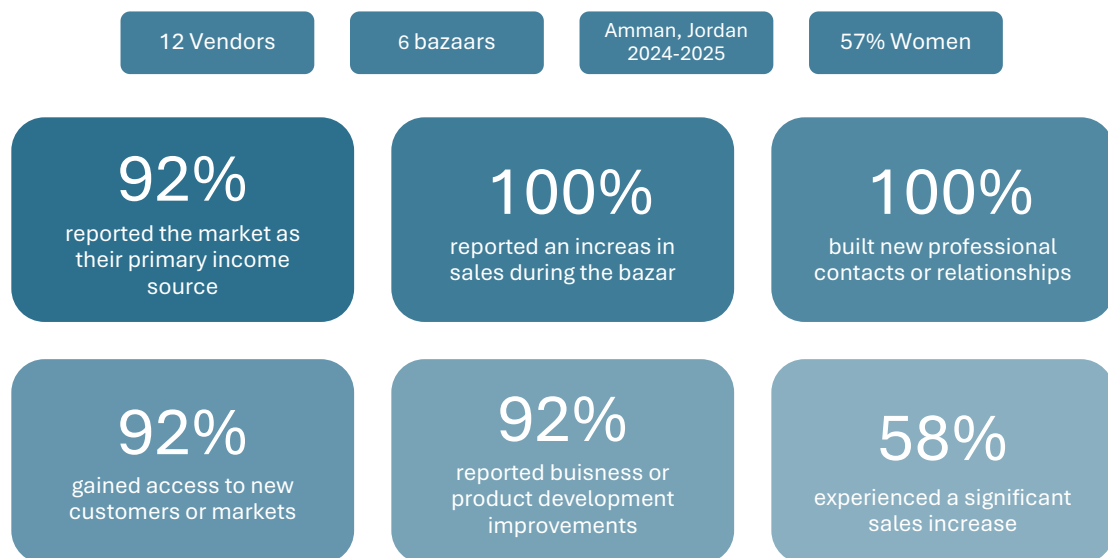 12 Vendors
6 bazaars
Amman, Jordan
2024-2025
57% Women
92%
reported the market as
their primary income
source
100%
reported an increas in
sales during the bazar
100%
built new professional
contacts or relationships
92%
gained access to new
customers or markets
92%
reported buisness or
product development
improvements
58%
experienced a significant
sales increase